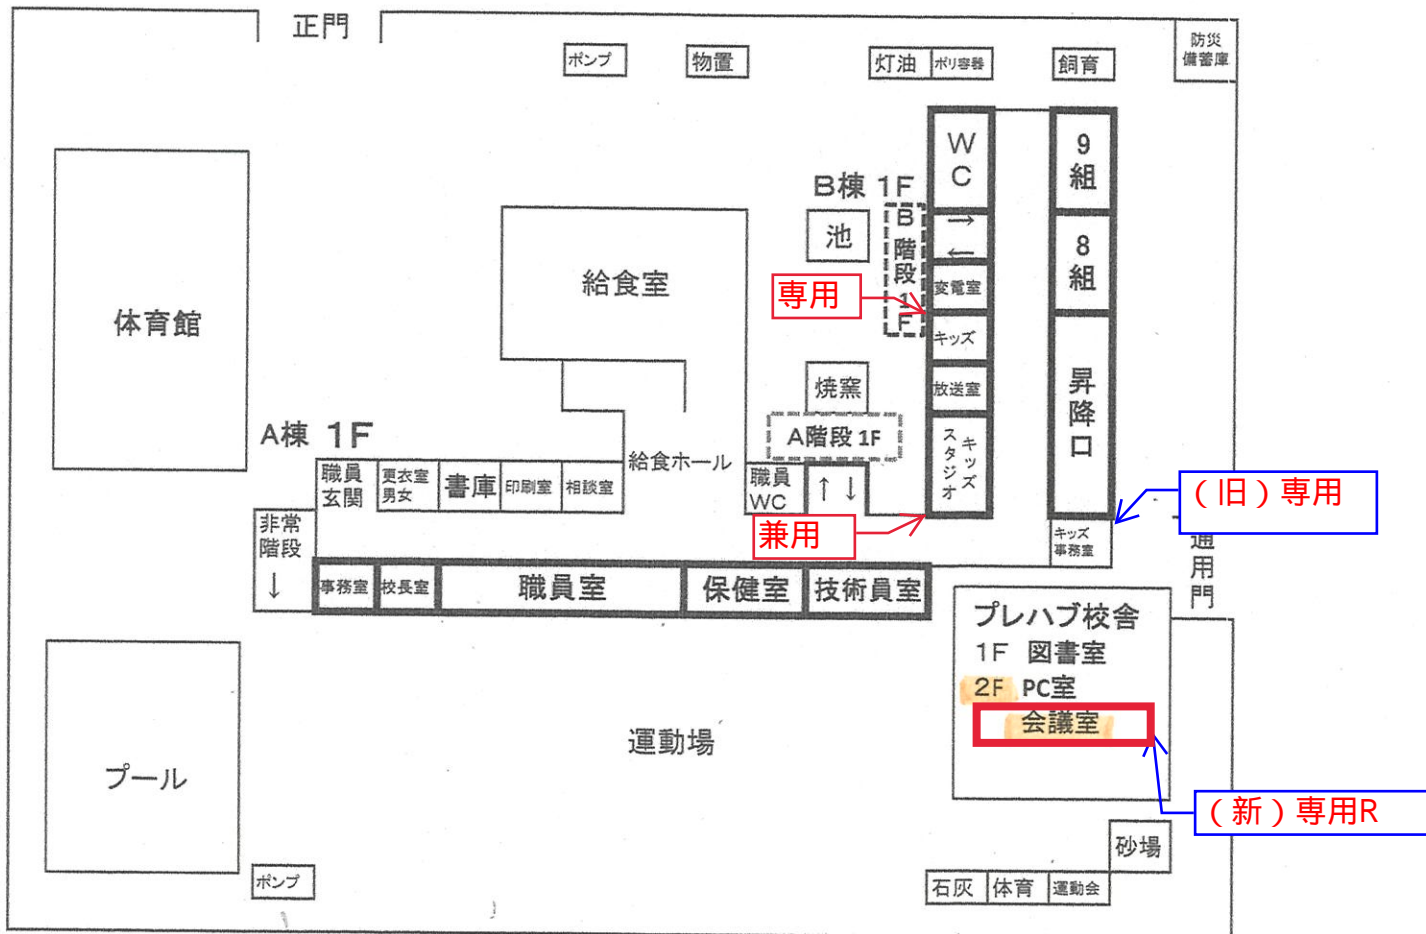 正門
ポンプ
物置
灯油
ポリ容器
飼育
防災
備蓄庫
WC
9組
B棟 1F
B階段1F
→
←
8組
池
変電室
専用
キッズ
給食室
体育館
放送室
昇降口
焼窯
A階段 1F
キッズ
スタジオ
A棟 1F
職員
玄関
更衣室
男女
書庫
印刷室
相談室
給食ホール
職員
WC
↑ ↓
兼用
(旧)専用
キッズ
事務室
通用門
非常
階段
↓
事務室
校長室
職員室
保健室
技術員室
プレハブ校舎
1F 図書室
2F PC室
会議室
運動場
プール
(新)専用R
砂場
ポンプ
石灰
体育
運動会